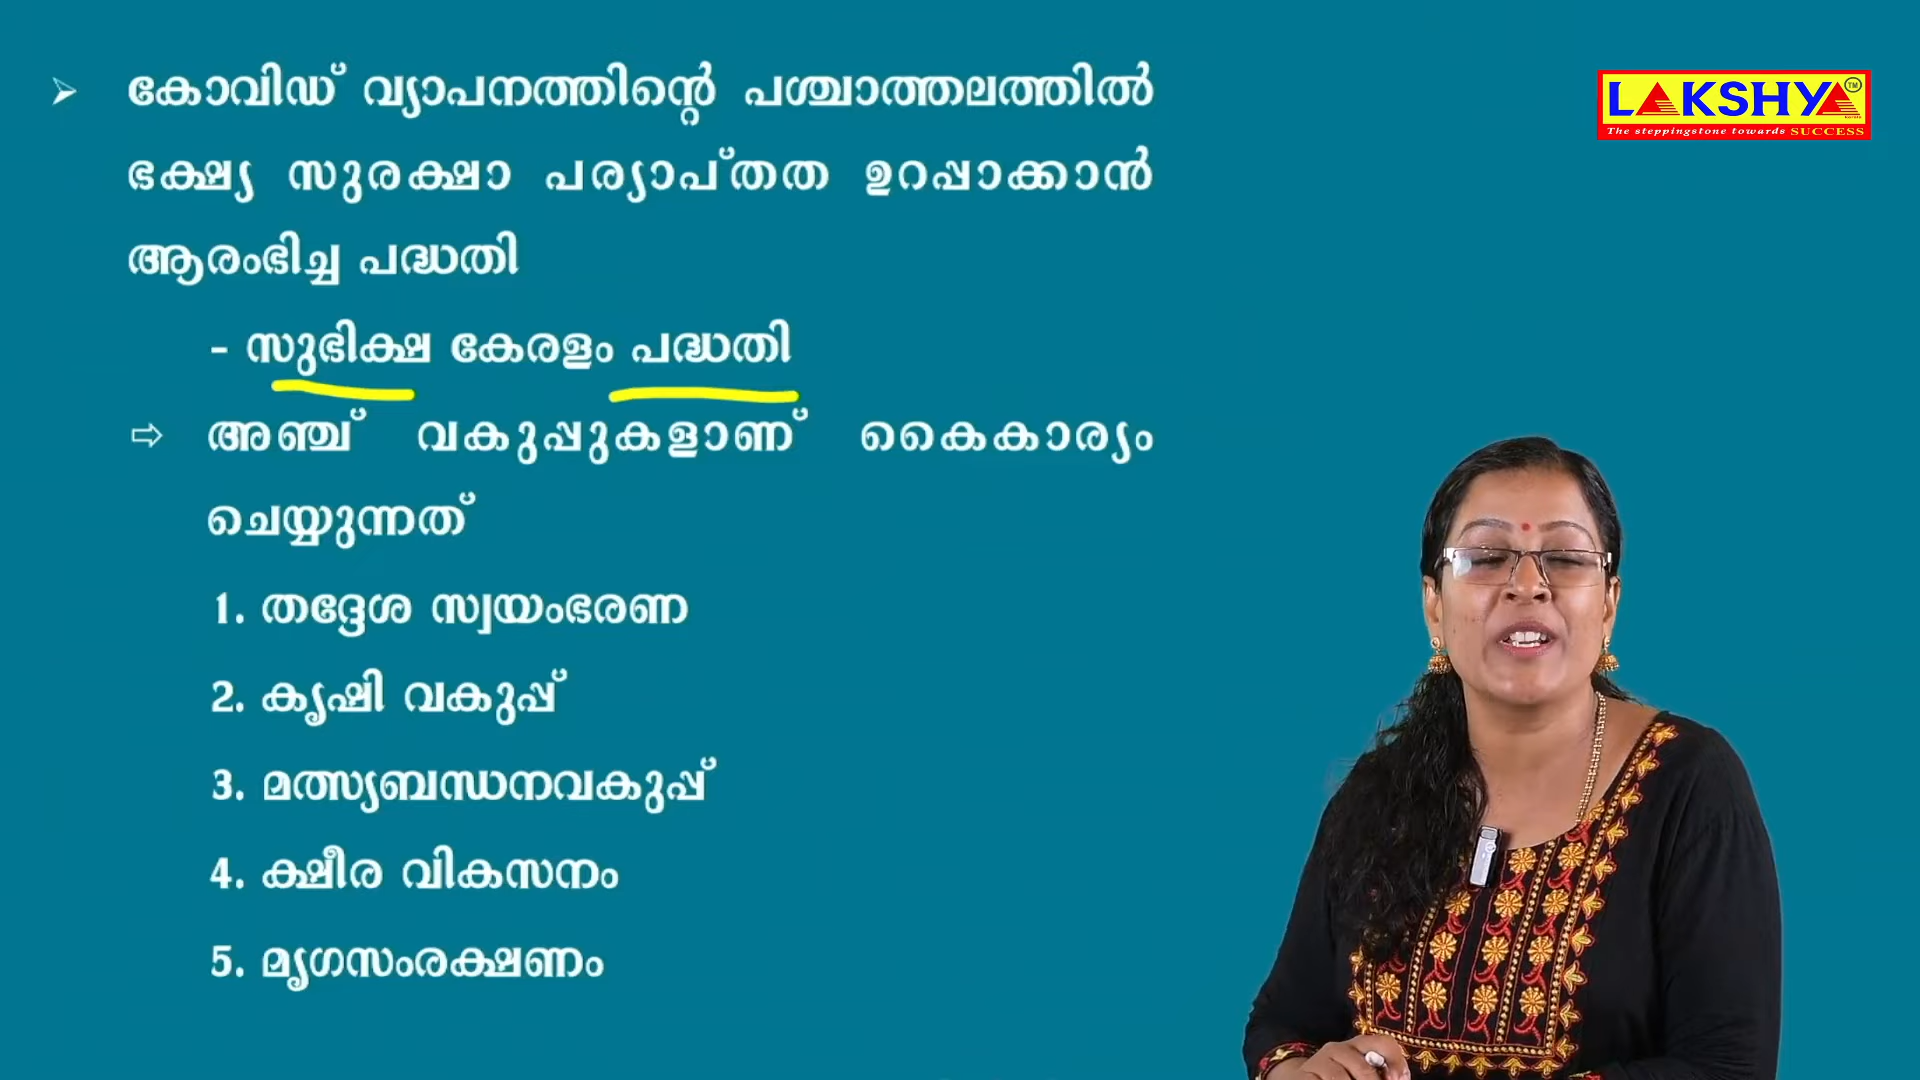 കോവിഡ് വ്യാപനത്തിന്റെ പശ്ചാത്തലത്തിൽ
ഭക്ഷ്യ സുരക്ഷാ പര്യാപ്തത ഉറപ്പാക്കാൻ
ആരംഭിച്ച പദ്ധതി
- സുഭിക്ഷ കേരളം പദ്ധതി
അഞ്ച് വകുപ്പുകളാണ് കൈകാര്യം
ചെയ്യുന്നത്
1. തദ്ദേശ സ്വയംഭരണ
2. കൃഷി വകുപ്പ്
3. മത്സ്യബന്ധനവകുപ്പ്
4. ക്ഷീര വികസനം
5. മൃഗസംരക്ഷണം
LAKSHYA TM
The steppingstone towards SUCCESS